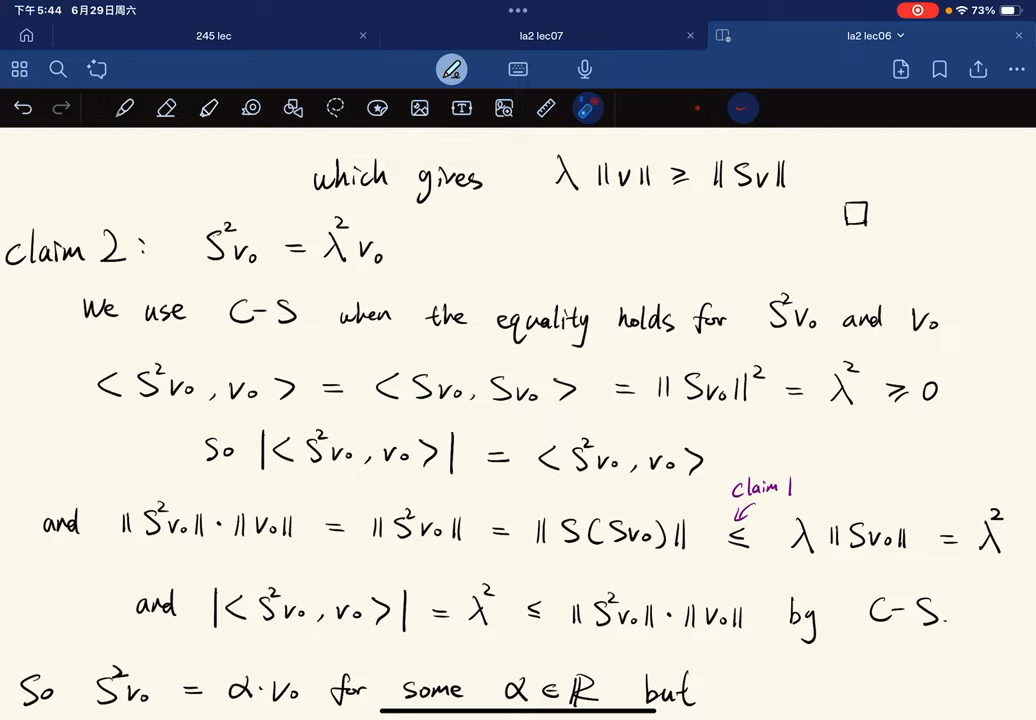 下午5:44 6月29日周六
73%
245 lec
la2 lec07
la2 lec06
which gives λ ||v|| ≥ ||Sv||
□
claim 2: S²v₀ = λ²v₀
We use C-S when the equality holds for S²v₀ and v₀
<S²v₀, v₀> = <Sv₀, Sv₀> = ||Sv₀||² = λ² ≥ 0
So |<S²v₀, v₀>| = <S²v₀, v₀>
claim 1
and ||S²v₀|| · ||v₀|| = ||S²v₀|| = ||S(Sv₀)|| ≤ λ ||Sv₀|| = λ²
and |<S²v₀, v₀>| = λ² ≤ ||S²v₀|| · ||v₀|| by C-S.
So S²v₀ = α·v₀ for some α ∈ ℝ but